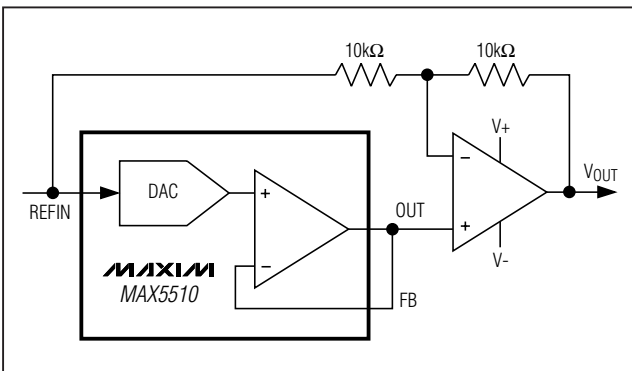 10kΩ 10kΩ
V+
DAC
REFIN
OUT
VOUT
V-
MAXIM
MAX5510
FB
+
-
-
+